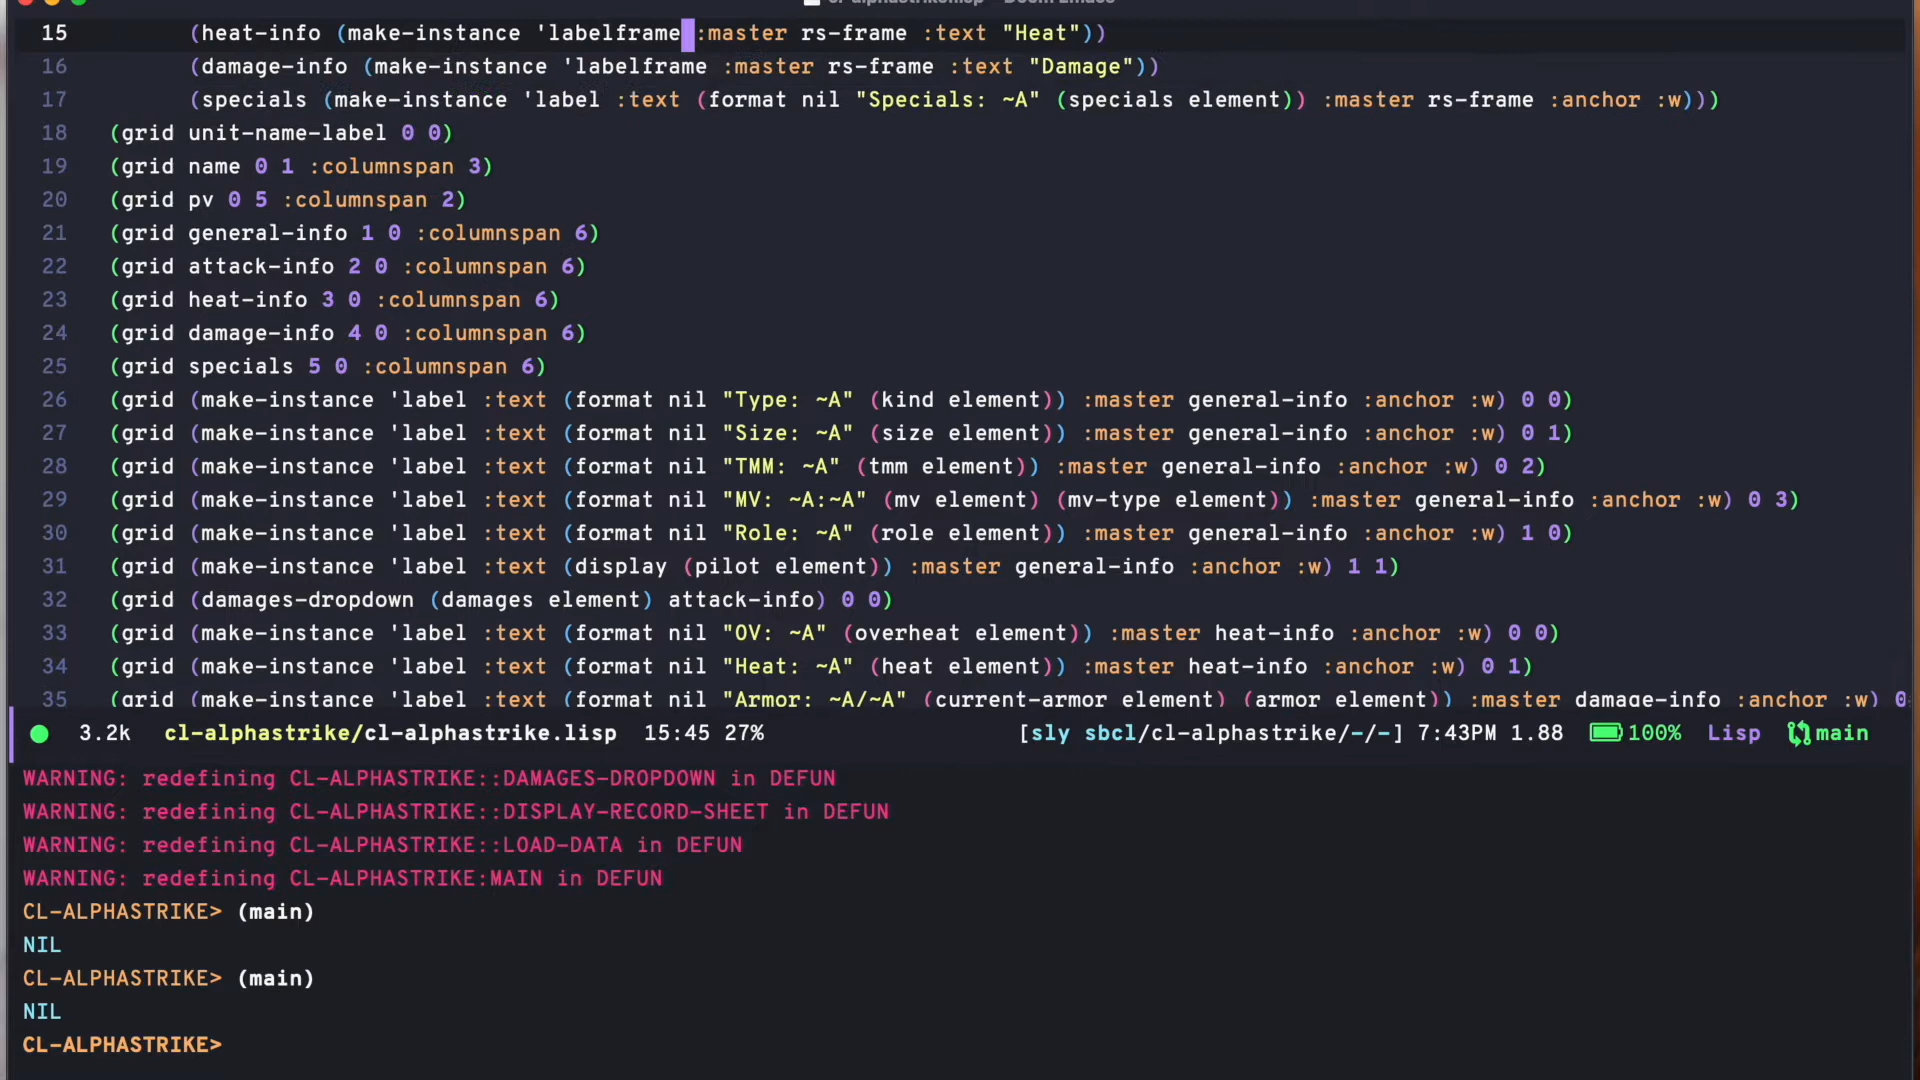 15 (heat-info (make-instance 'labelframe :master rs-frame :text "Heat"))
16 (damage-info (make-instance 'labelframe :master rs-frame :text "Damage"))
17 (specials (make-instance 'label :text (format nil "Specials: ~A" (specials element)) :master rs-frame :anchor :w)))
18 (grid unit-name-label 0 0)
19 (grid name 0 1 :columnspan 3)
20 (grid pv 0 5 :columnspan 2)
21 (grid general-info 1 0 :columnspan 6)
22 (grid attack-info 2 0 :columnspan 6)
23 (grid heat-info 3 0 :columnspan 6)
24 (grid damage-info 4 0 :columnspan 6)
25 (grid specials 5 0 :columnspan 6)
26 (grid (make-instance 'label :text (format nil "Type: ~A" (kind element)) :master general-info :anchor :w) 0 0)
27 (grid (make-instance 'label :text (format nil "Size: ~A" (size element)) :master general-info :anchor :w) 0 1)
28 (grid (make-instance 'label :text (format nil "TMM: ~A" (tmm element)) :master general-info :anchor :w) 0 2)
29 (grid (make-instance 'label :text (format nil "MV: ~A:~A" (mv element) (mv-type element)) :master general-info :anchor :w) 0 3)
30 (grid (make-instance 'label :text (format nil "Role: ~A" (role element)) :master general-info :anchor :w) 1 0)
31 (grid (make-instance 'label :text (display (pilot element)) :master general-info :anchor :w) 1 1)
32 (grid (damages-dropdown (damages element) attack-info) 0 0)
33 (grid (make-instance 'label :text (format nil "OV: ~A" (overheat element)) :master heat-info :anchor :w) 0 0)
34 (grid (make-instance 'label :text (format nil "Heat: ~A" (heat element)) :master heat-info :anchor :w) 0 1)
35 (grid (make-instance 'label :text (format nil "Armor: ~A/~A" (current-armor element) (armor element)) :master damage-info :anchor :w) 0
3.2k cl-alphastrike/cl-alphastrike.lisp 15:45 27% [sly sbcl/cl-alphastrike/-/-] 7:43PM 1.88 100% Lisp main
WARNING: redefining CL-ALPHASTRIKE::DAMAGES-DROPDOWN in DEFUN
WARNING: redefining CL-ALPHASTRIKE::DISPLAY-RECORD-SHEET in DEFUN
WARNING: redefining CL-ALPHASTRIKE::LOAD-DATA in DEFUN
WARNING: redefining CL-ALPHASTRIKE:MAIN in DEFUN
CL-ALPHASTRIKE> (main)
NIL
CL-ALPHASTRIKE> (main)
NIL
CL-ALPHASTRIKE>